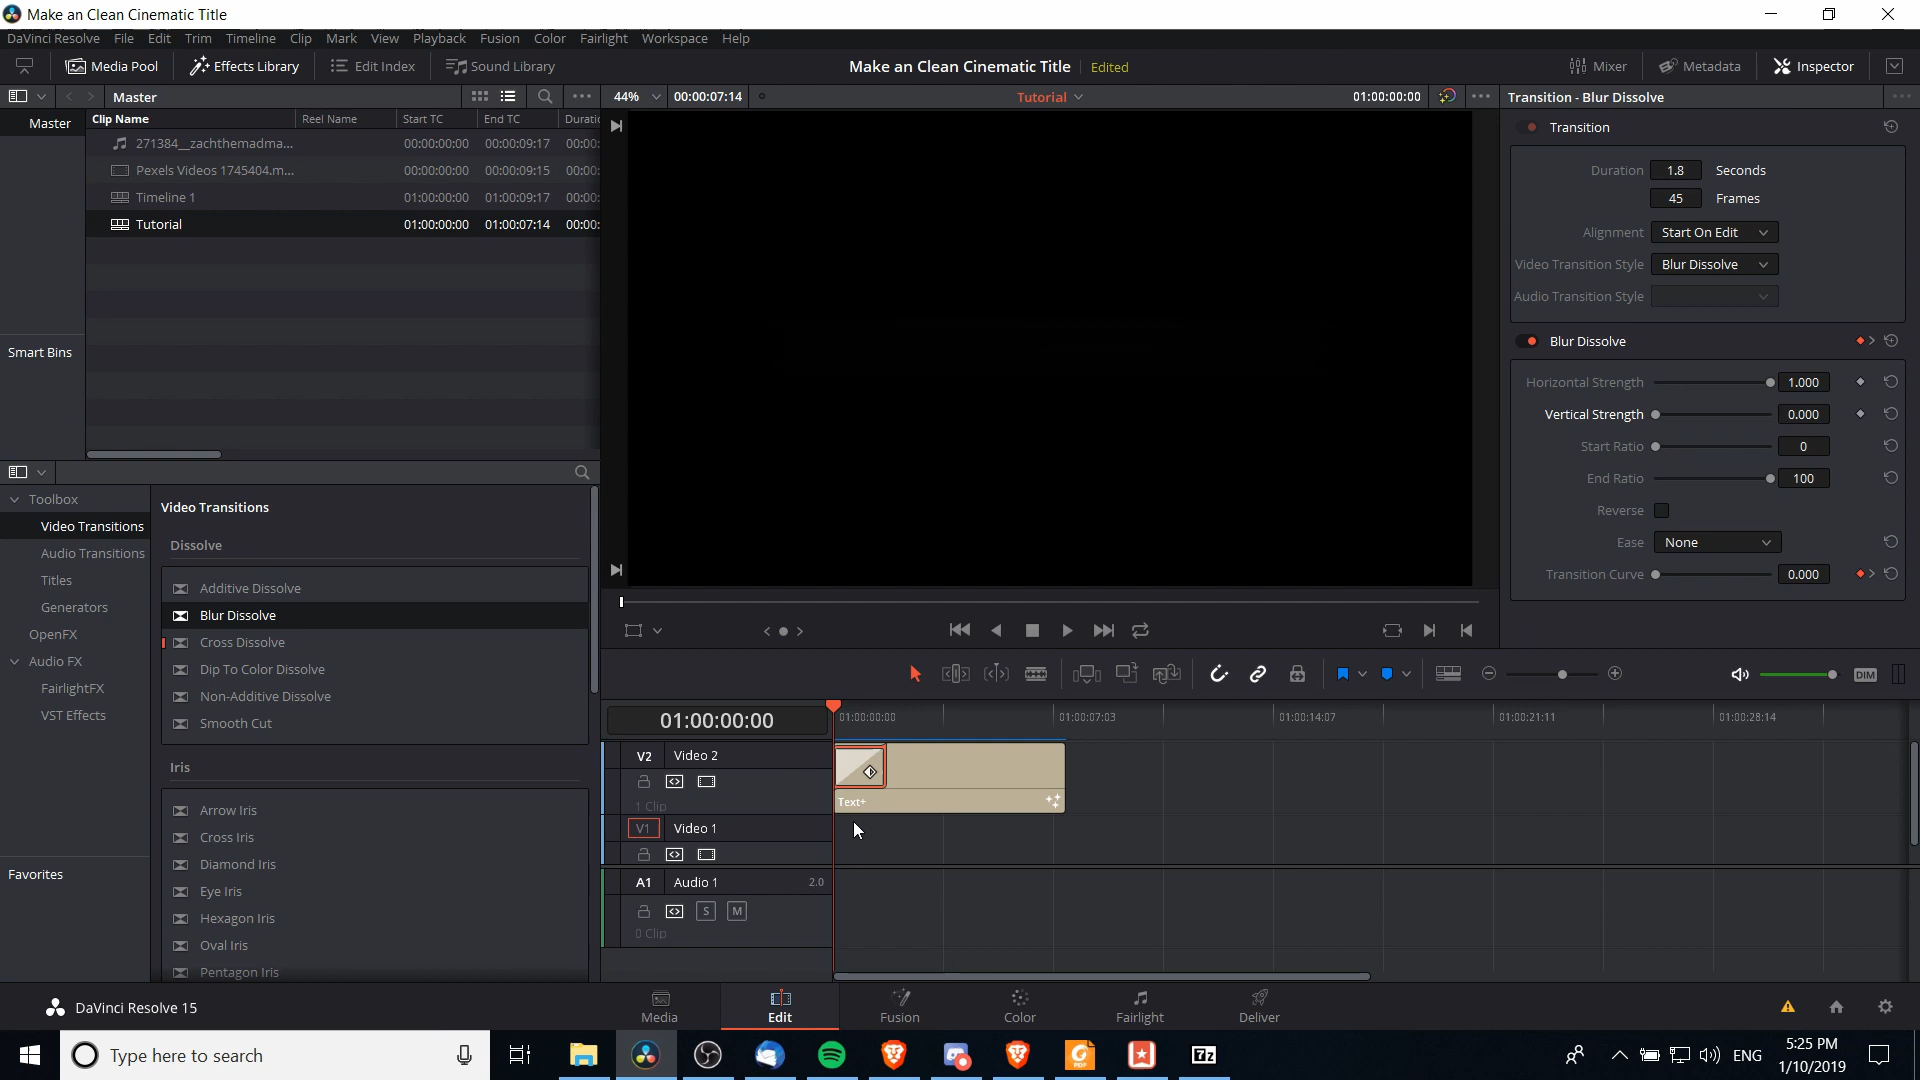 Make an Clean Cinematic Title
DaVinci Resolve File Edit Trim Timeline Clip Mark View Playback Fusion Color Fairlight Workspace Help
Media Pool Effects Library Edit Index Sound Library Make an Clean Cinematic Title Edited Mixer Metadata Inspector
Master 44% 00:00:07:14 Tutorial 01:00:00:00 Transition - Blur Dissolve
Master Clip Name Reel Name Start TC End TC Duratio
271384__zachthemadma... 00:00:00:00 00:00:09:17 00:00:
Pexels Videos 1745404.m... 00:00:00:00 00:00:09:15 00:00:
Timeline 1 01:00:00:00 01:00:09:17 00:00:
Tutorial 01:00:00:00 01:00:07:14 00:00:
Smart Bins
Transition
Duration 1.8 Seconds
45 Frames
Alignment Start On Edit
Video Transition Style Blur Dissolve
Audio Transition Style
Blur Dissolve
Horizontal Strength 1.000
Vertical Strength 0.000
Start Ratio 0
End Ratio 100
Reverse
Ease None
Transition Curve 0.000
Toolbox
Video Transitions
Audio Transitions
Titles
Generators
OpenFX
Audio FX
FairlightFX
VST Effects
Favorites
Video Transitions
Dissolve
Additive Dissolve
Blur Dissolve
Cross Dissolve
Dip To Color Dissolve
Non-Additive Dissolve
Smooth Cut
Iris
Arrow Iris
Cross Iris
Diamond Iris
Eye Iris
Hexagon Iris
Oval Iris
Pentagon Iris
DIM
01:00:00:00 01:00:00:00 01:00:07:03 01:00:14:07 01:00:21:11 01:00:28:14
V2 Video 2
1 Clip
Text+
V1 Video 1
A1 Audio 1 2.0
S M
0 Clip
DaVinci Resolve 15 Media Edit Fusion Color Fairlight Deliver
Type here to search
PDF
7z
ENG
5:25 PM
1/10/2019